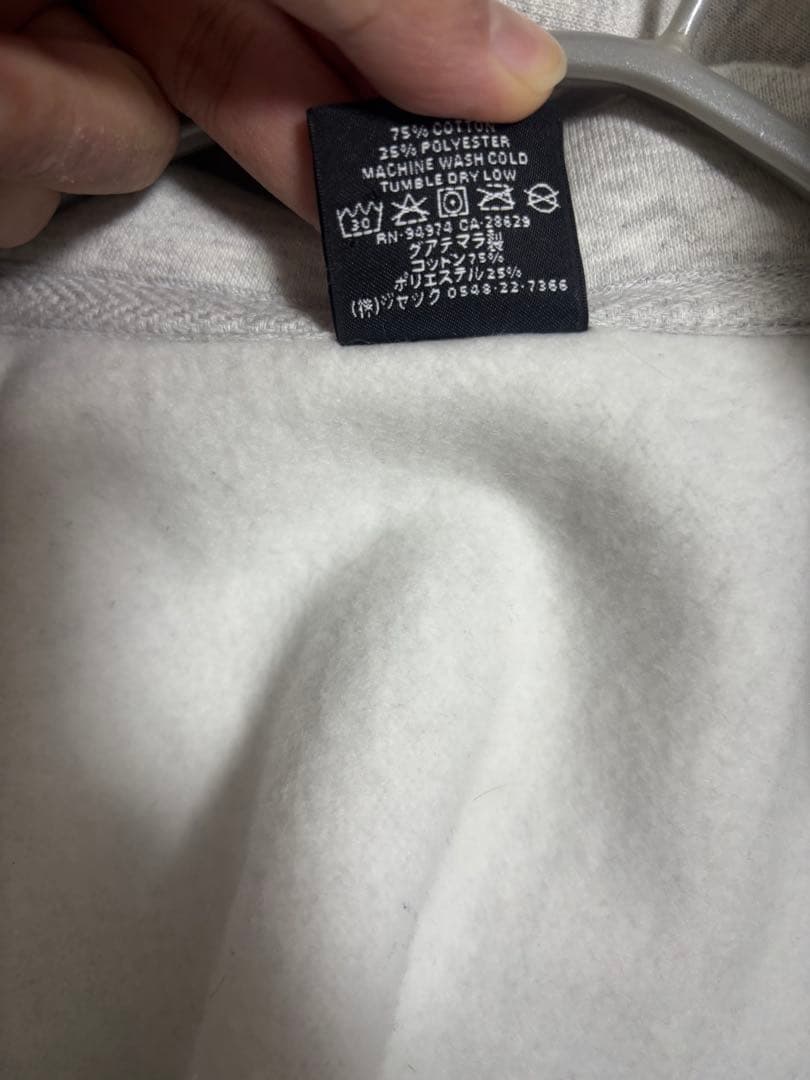 75% COTTON
25% POLYESTER
MACHINE WASH COLD
TUMBLE DRY LOW
30
RN·94974 CA·28629
グアテマラ製
コットン75%
ポリエステル25%
(株)ジャック 0548·22·7366